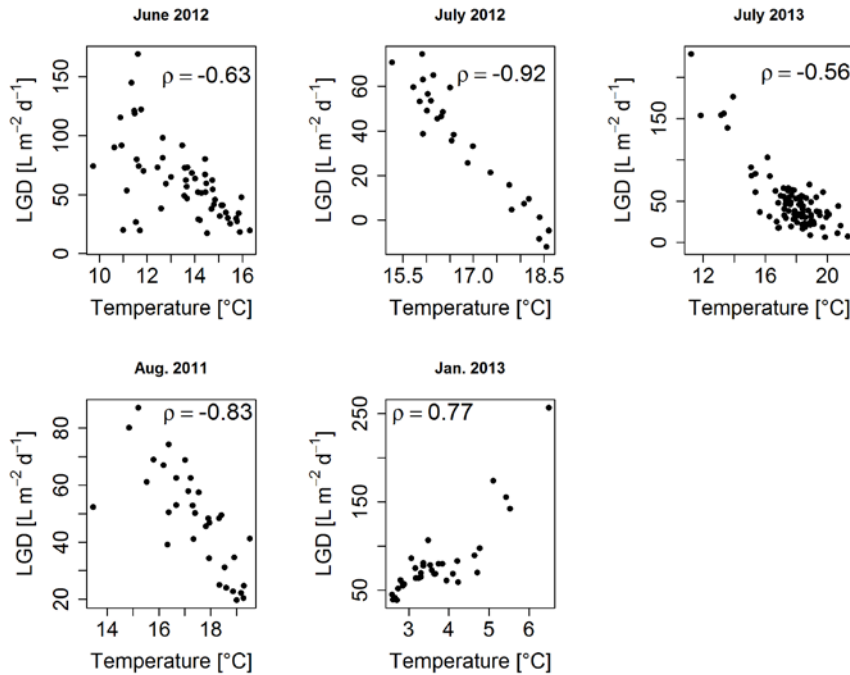 June 2012
ρ = -0.63
LGD [L m⁻² d⁻¹]
150
100
50
0
10 11 12 13 14 15 16
Temperature [°C]
July 2012
ρ = -0.92
LGD [L m⁻² d⁻¹]
60
40
20
0
15.5 17.0 18.5
Temperature [°C]
July 2013
ρ = -0.56
LGD [L m⁻² d⁻¹]
150
50
0
12 14 16 18 20
Temperature [°C]
Aug. 2011
ρ = -0.83
LGD [L m⁻² d⁻¹]
80
60
40
20
14 16 18
Temperature [°C]
Jan. 2013
ρ = 0.77
LGD [L m⁻² d⁻¹]
250
150
50
3 4 5 6
Temperature [°C]